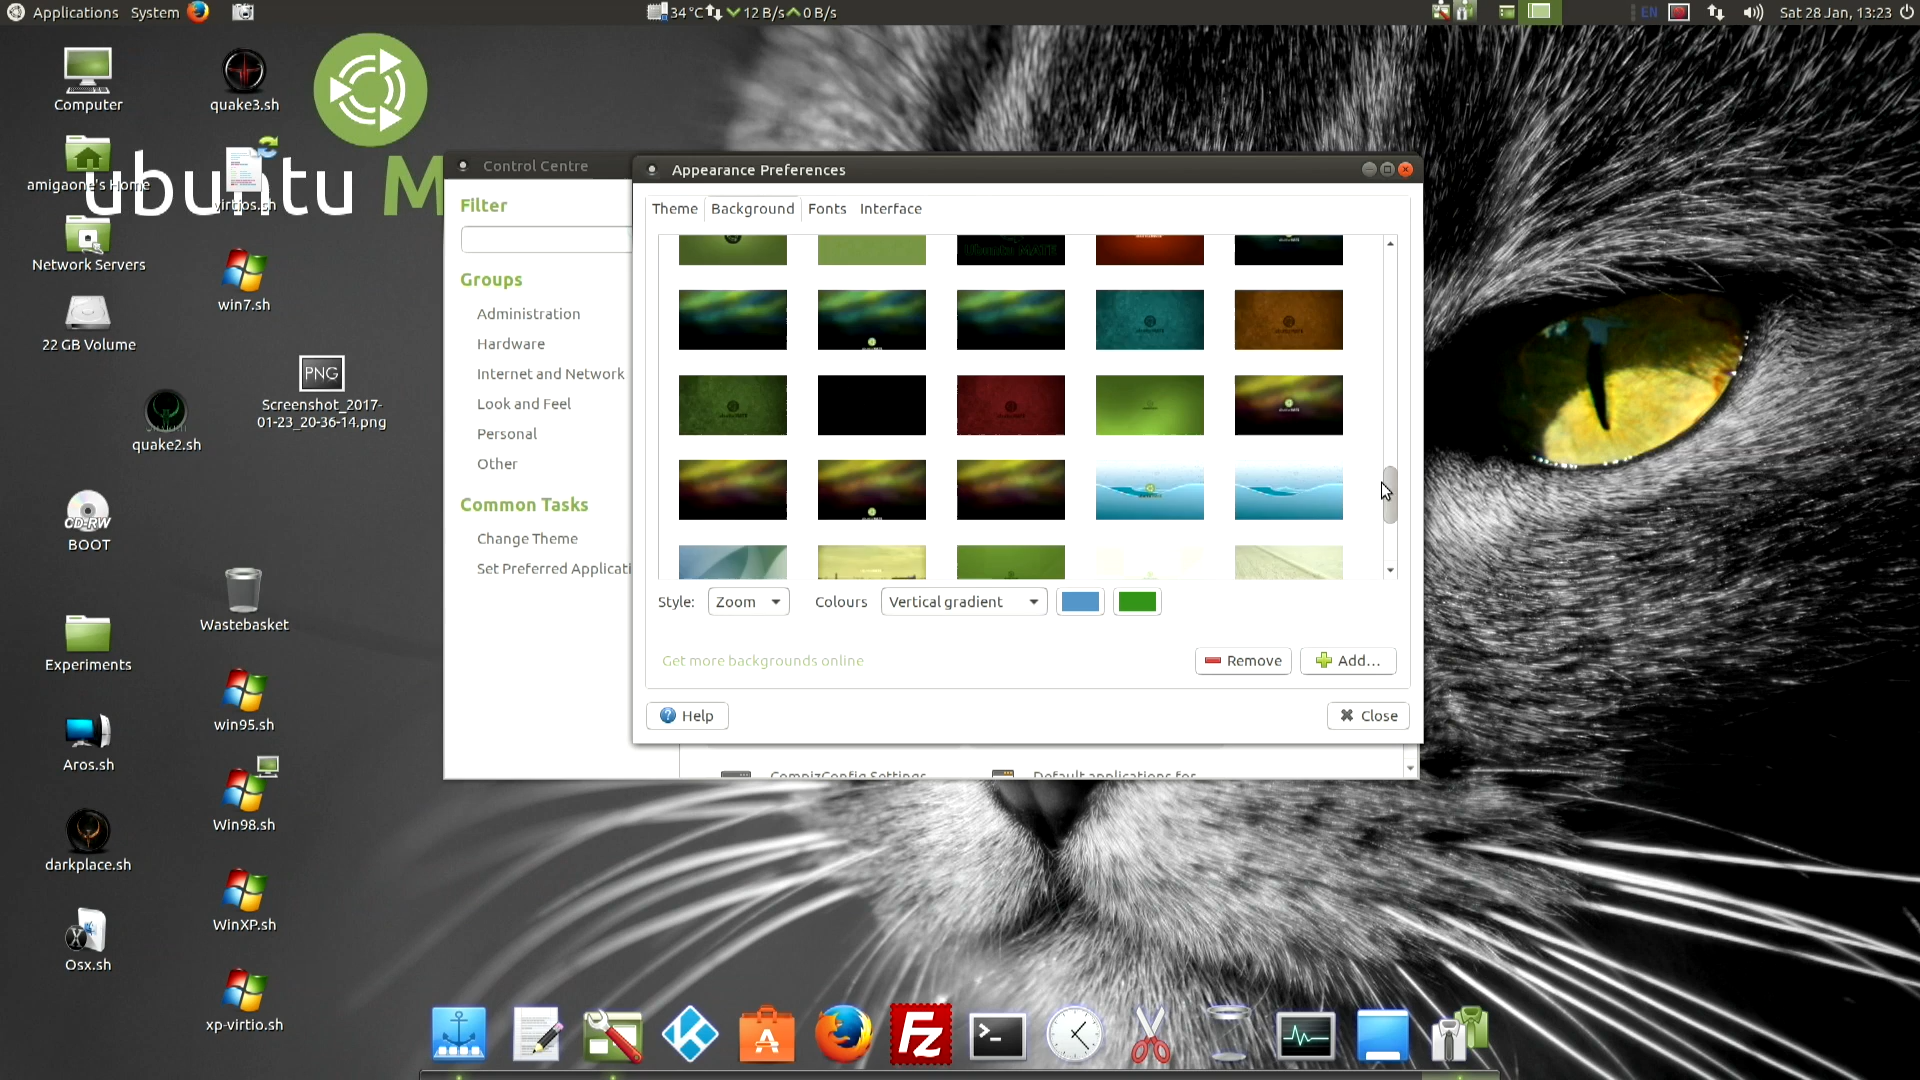 Applications System 34 °C 12 B/s 0 B/s EN Sat 28 Jan, 13:23
Computer
quake3.sh
amigaone's Home
ubuntu M
Network Servers
win7.sh
22 GB Volume
PNG
Screenshot_2017-
01-23_20-36-14.png
quake2.sh
CD-RW
BOOT
Wastebasket
Experiments
win95.sh
Aros.sh
Win98.sh
darkplace.sh
WinXP.sh
Osx.sh
xp-virtio.sh
Control Centre
Filter
Groups
Administration
Hardware
Internet and Network
Look and Feel
Personal
Other
Common Tasks
Change Theme
Set Preferred Applicati
Appearance Preferences
Theme Background Fonts Interface
Ubuntu MATE
Style: Zoom Colours Vertical gradient
Get more backgrounds online
Remove Add...
Help Close
CompizConfig Settings Default applications for
A
Fz